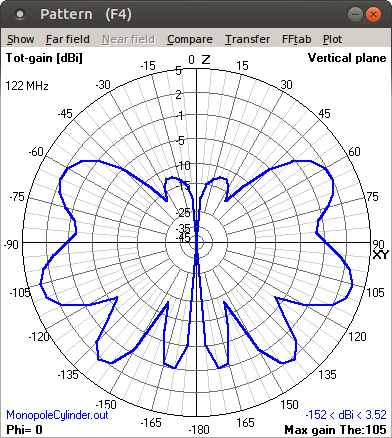 Pattern (F4)
Show Far field Near field Compare Transfer FFtab Plot
Tot-gain [dBi] Vertical plane
122 MHz
0 Z
-15 15
-30 30
-45 45
-60 60
-75 75
-90 90
XY
-105 105
-120 120
-135 135
-150 150
-165 165
-180
5
2
-1
-5
-10
-15
-25
-35
-45
MonopoleCylinder.out -152 < dBi < 3.52
Phi= 0 Max gain The:105